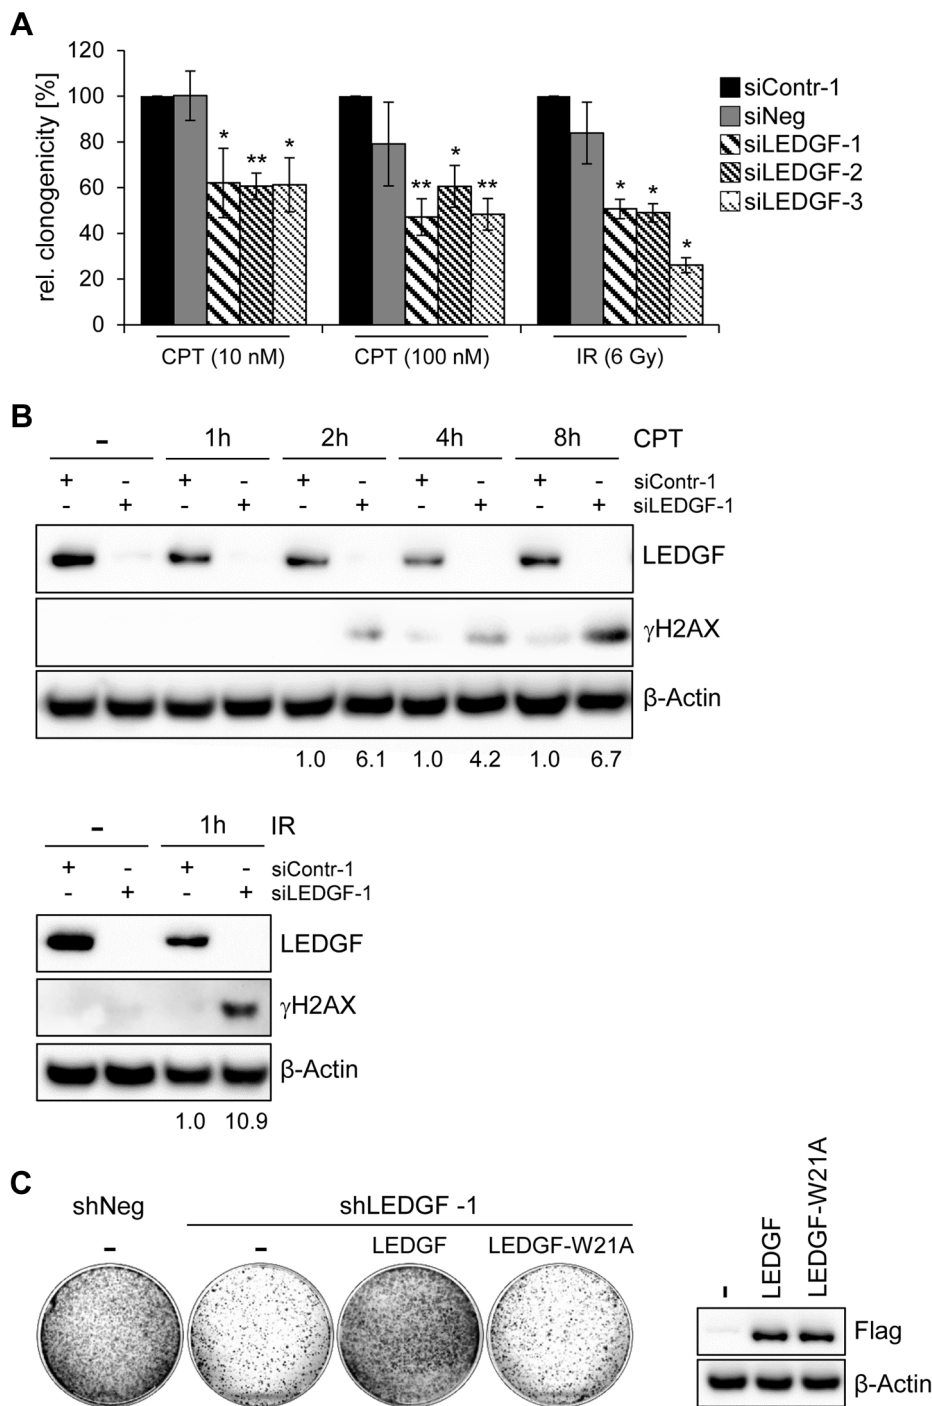 A
rel. clonogenicity [%]
120
100
80
60
40
20
0
* ** *
** * **
* * *
CPT (10 nM) CPT (100 nM) IR (6 Gy)
siContr-1
siNeg
siLEDGF-1
siLEDGF-2
siLEDGF-3
B
- 1h 2h 4h 8h CPT
+ - + - + - + - + - siContr-1
- + - + - + - + - + siLEDGF-1
LEDGF
γH2AX
β-Actin
1.0 6.1 1.0 4.2 1.0 6.7
- 1h IR
+ - + - siContr-1
- + - + siLEDGF-1
LEDGF
γH2AX
β-Actin
1.0 10.9
C
shNeg shLEDGF -1
- - LEDGF LEDGF-W21A
- LEDGF LEDGF-W21A
Flag
β-Actin